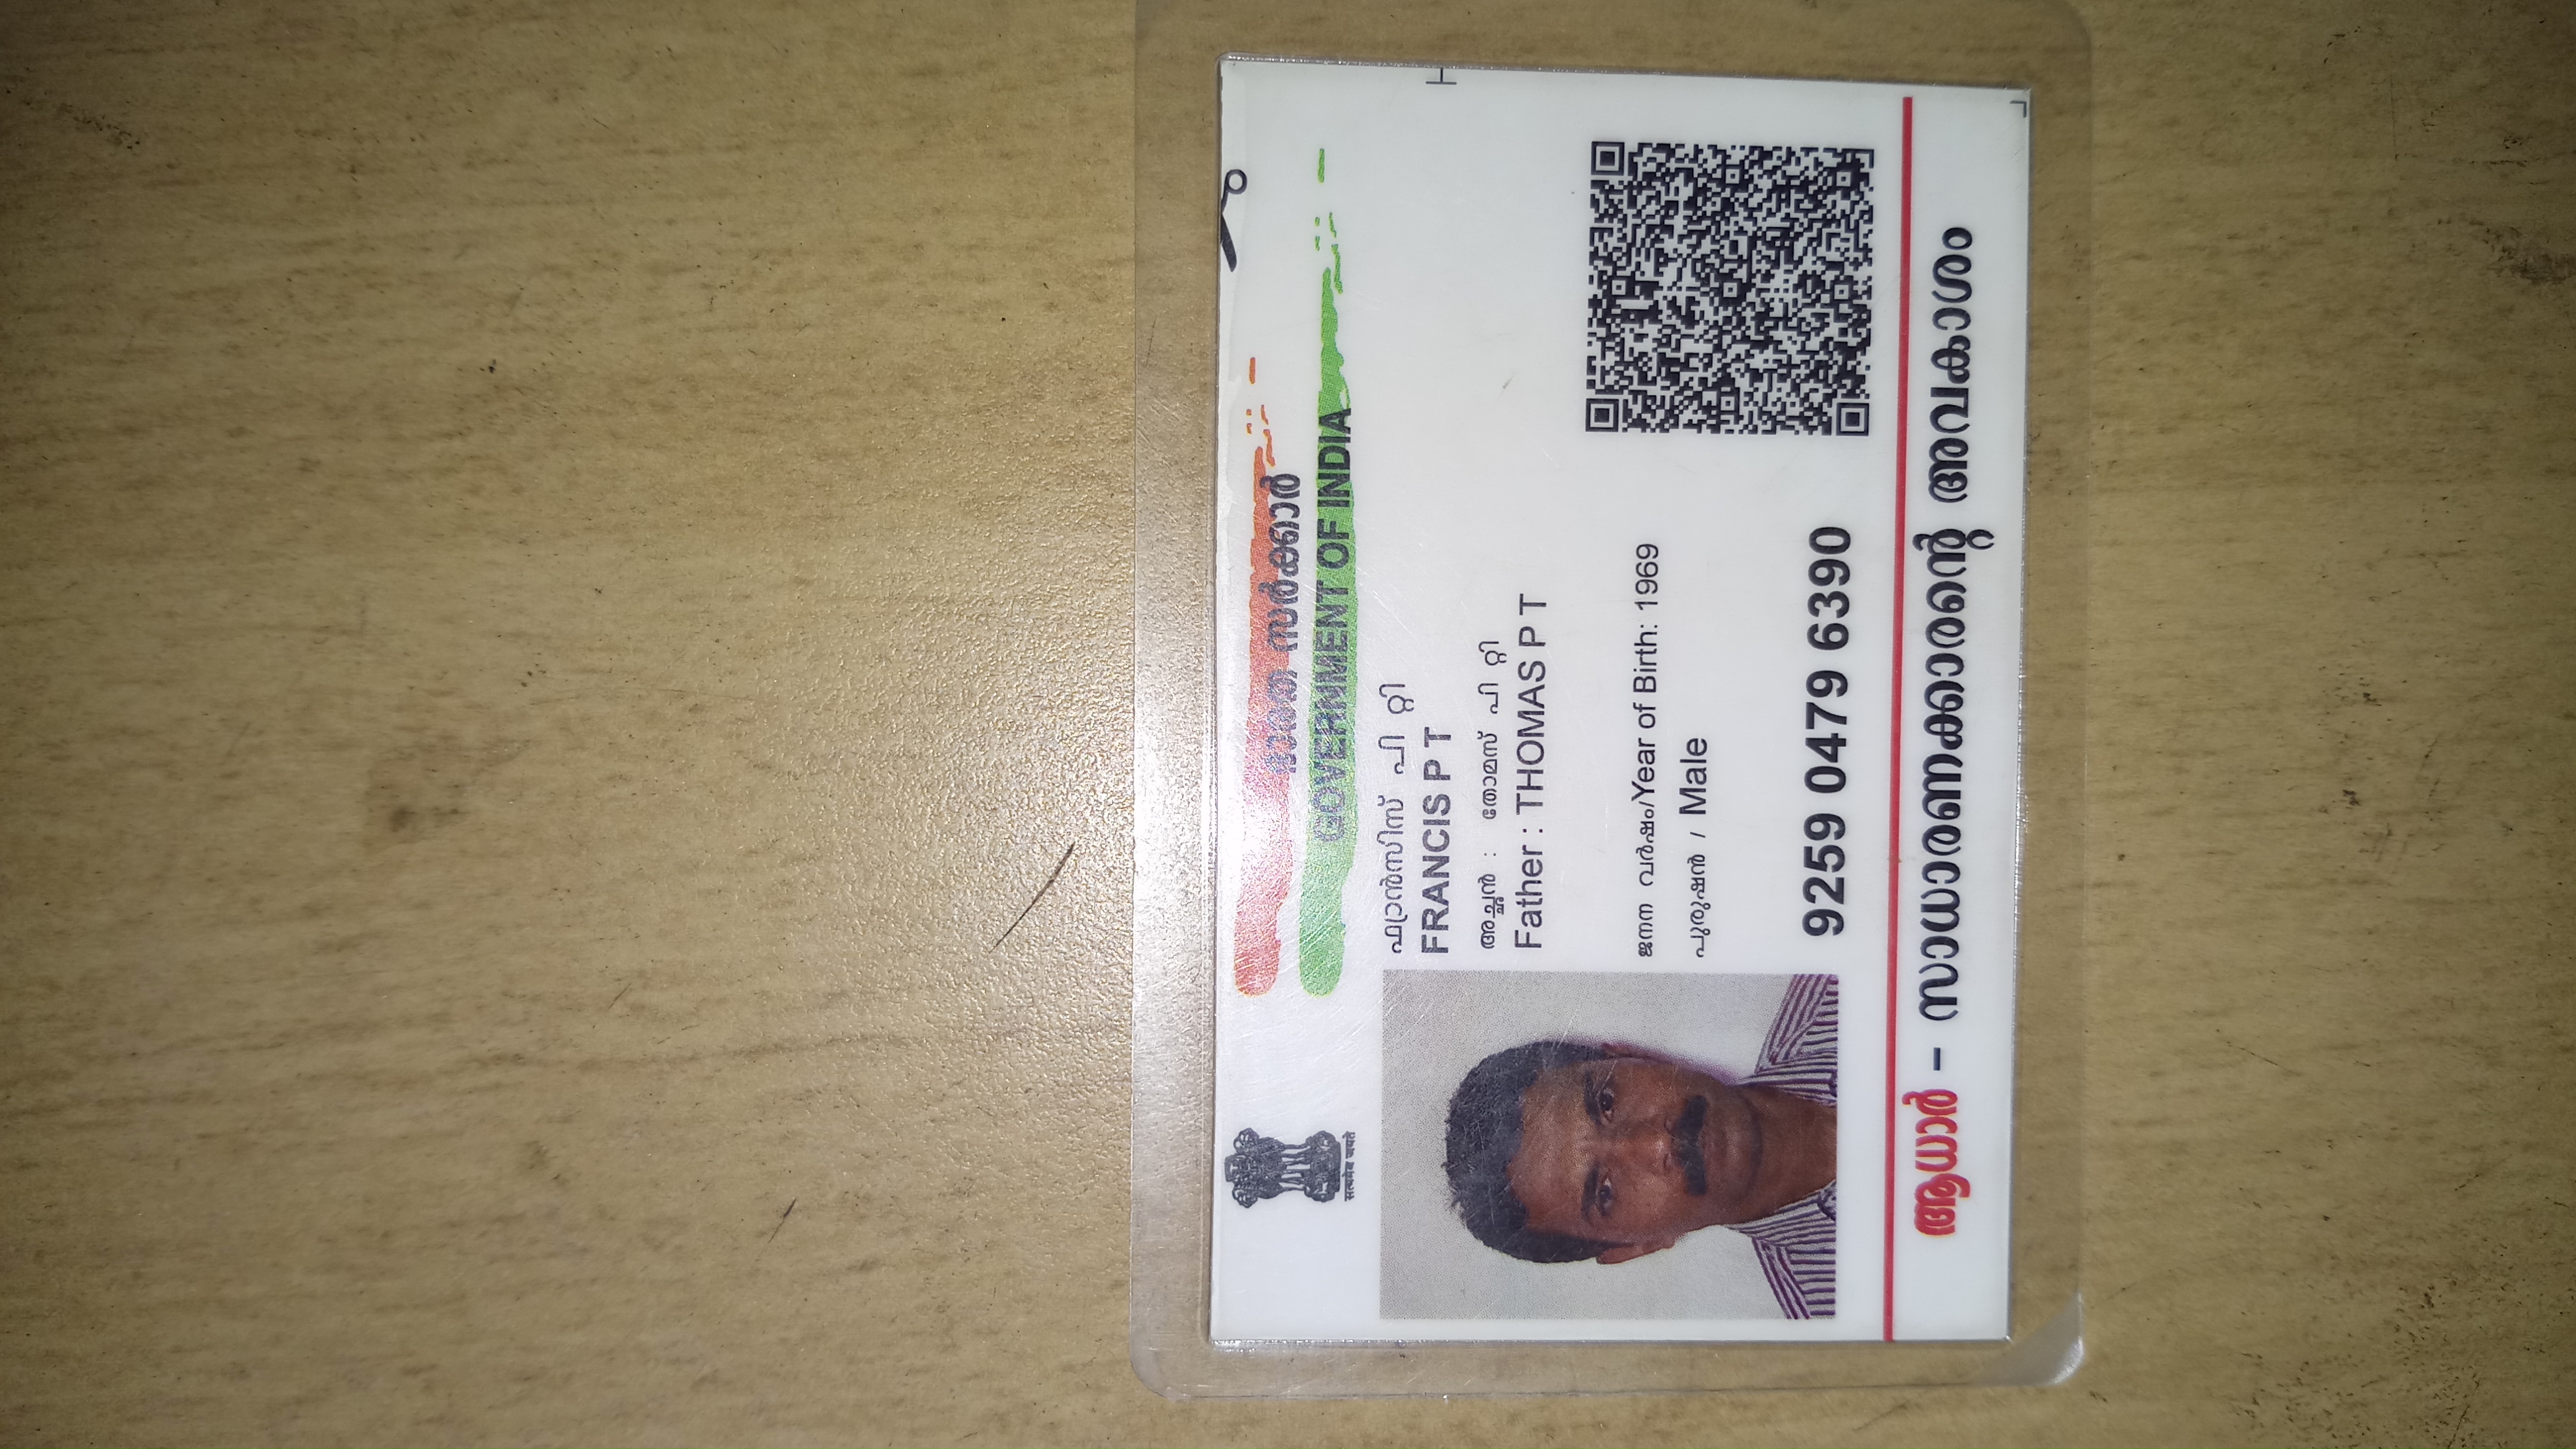 सत्यमेव जयते
ഭാരത സർക്കാർ
GOVERNMENT OF INDIA
ഫ്രാൻസിസ് പി റ്റി
FRANCIS P T
അച്ഛൻ : തോമസ് പി റ്റി
Father : THOMAS P T
ജനന വർഷം/Year of Birth: 1969
പുരുഷൻ / Male
9259 0479 6390
ആധാർ - സാധാരണക്കാരന്റെ അവകാശം